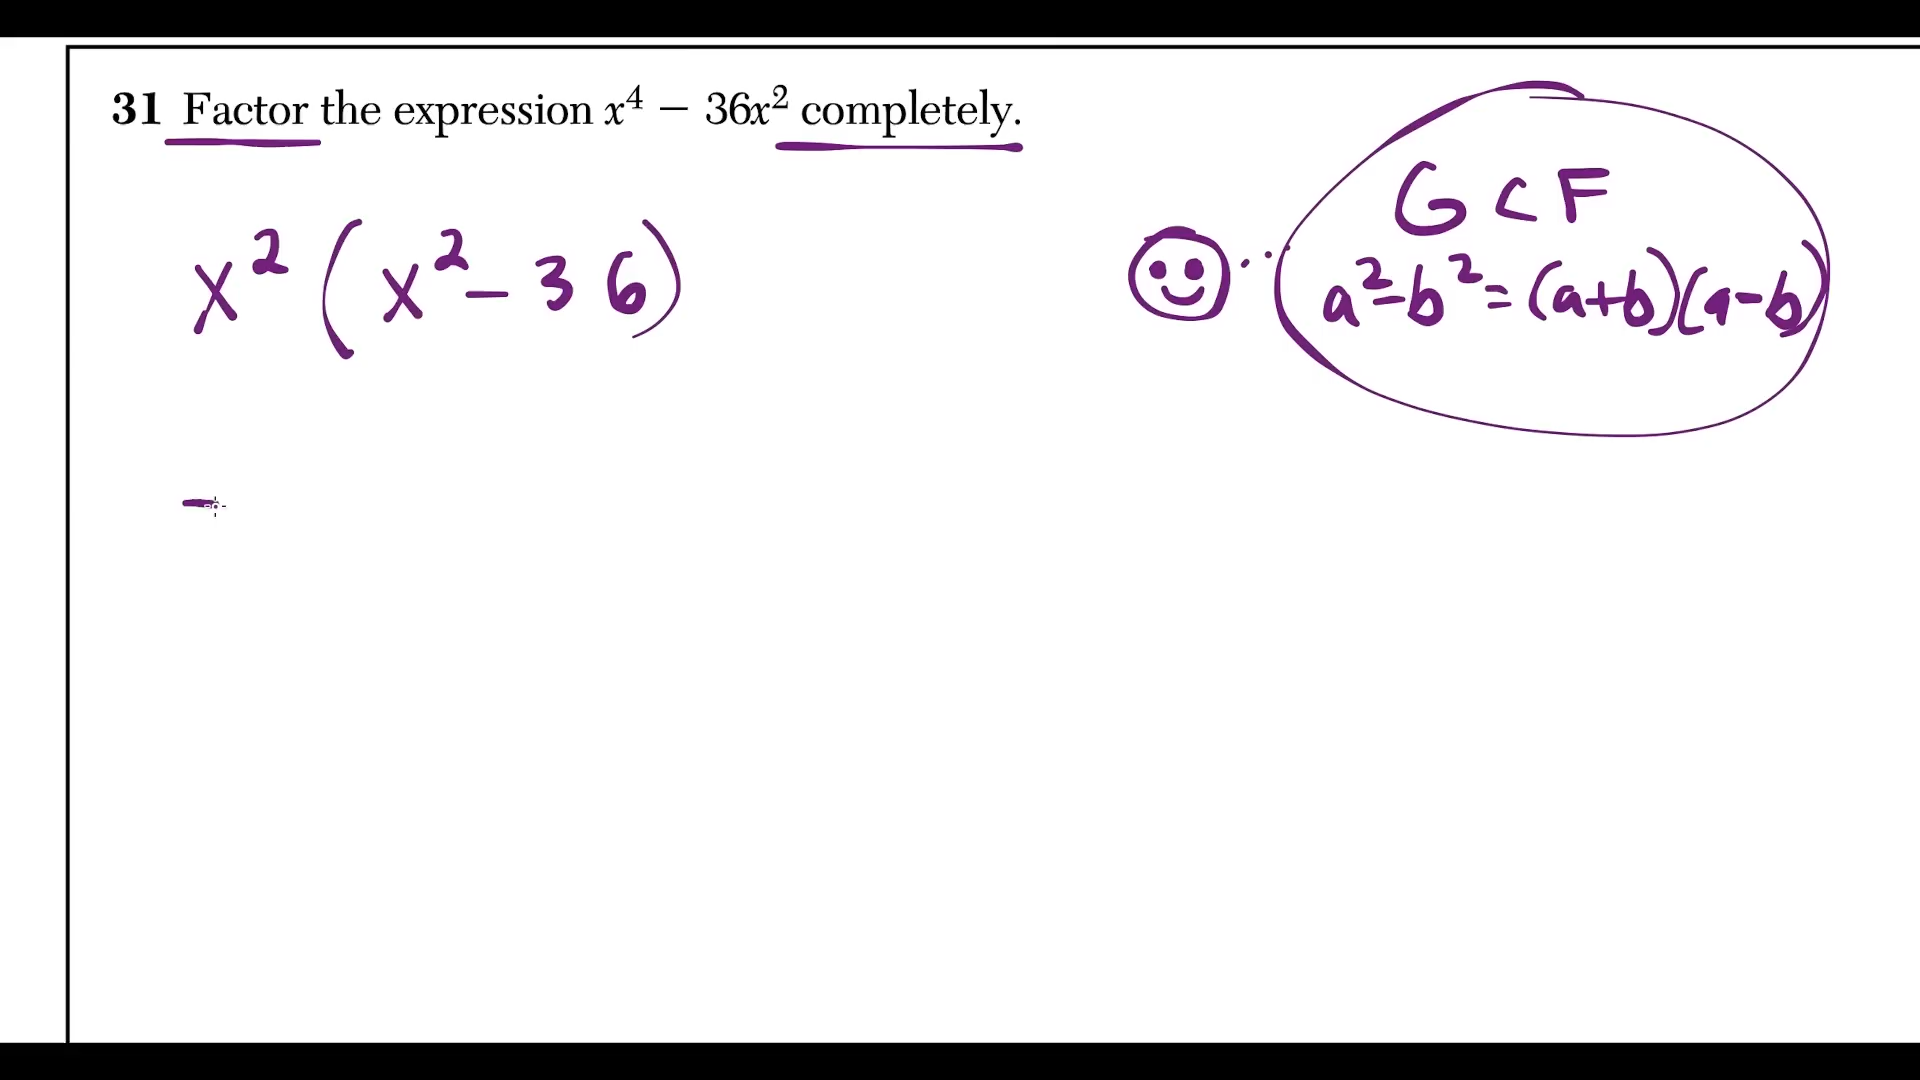 31 Factor the expression x⁴ − 36x² completely.
GCF
x² (x² − 36)
a² − b² = (a+b)(a−b)